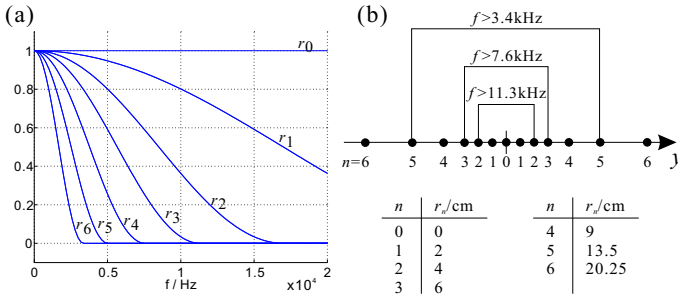 (a)
1
0.8
0.6
0.4
0.2
0
r0
r1
r2
r3
r4
r5
r6
0 0.5 1 1.5 2
x10^4
f / Hz
(b)
f>3.4kHz
f>7.6kHz
f>11.3kHz
n=6 5 4 3 2 1 0 1 2 3 4 5 6
y
n rn/cm
0 0
1 2
2 4
3 6
n rn/cm
4 9
5 13.5
6 20.25